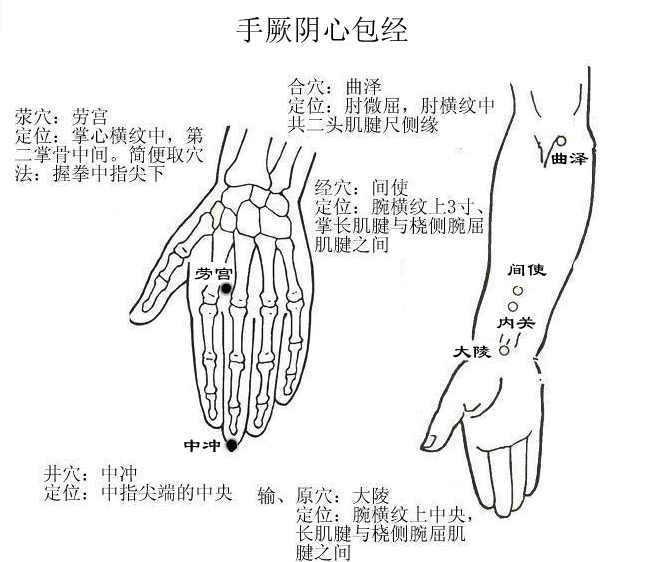 手厥阴心包经
合穴：曲泽
定位：肘微屈，肘横纹中
共二头肌腱尺侧缘
荥穴：劳宫
定位：掌心横纹中，第
二掌骨中间。简便取穴
法：握拳中指尖下
经穴：间使
定位：腕横纹上3寸、
掌长肌腱与桡侧腕屈
肌腱之间
曲泽
劳宫
间使
内关
大陵
中冲
井穴：中冲
定位：中指尖端的中央
输、原穴：大陵
定位：腕横纹上中央，
长肌腱与桡侧腕屈肌
腱之间